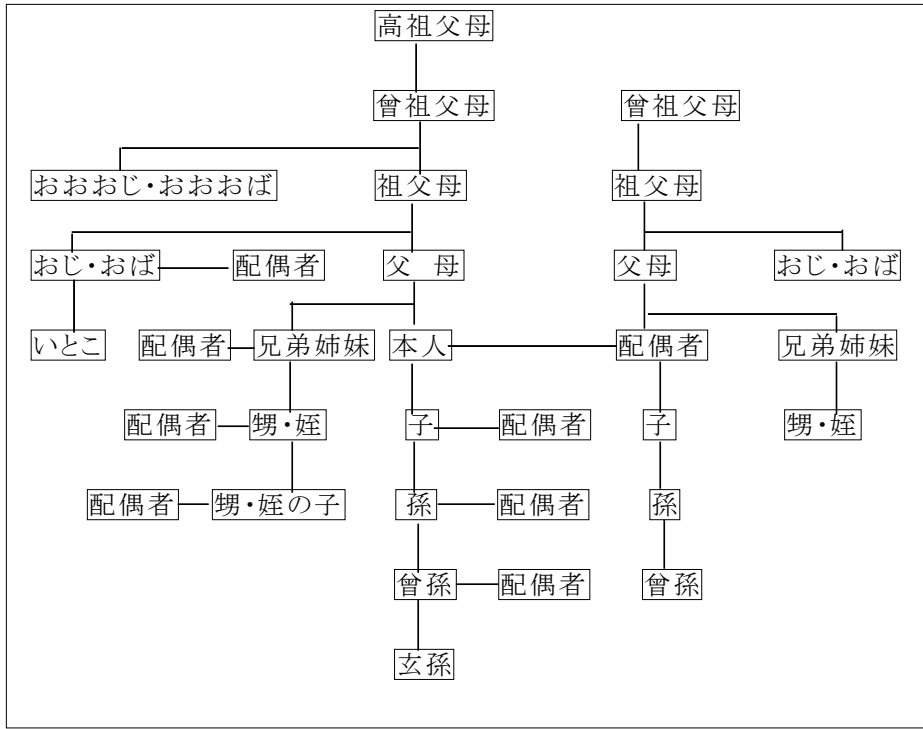 高祖父母
曾祖父母 曾祖父母
おおおじ・おおおば 祖父母 祖父母
おじ・おば 配偶者 父 母 父母 おじ・おば
いとこ 配偶者 兄弟姉妹 本人 配偶者 兄弟姉妹
配偶者 甥・姪 子 配偶者 子 甥・姪
配偶者 甥・姪の子 孫 配偶者 孫
曾孫 配偶者 曾孫
玄孫